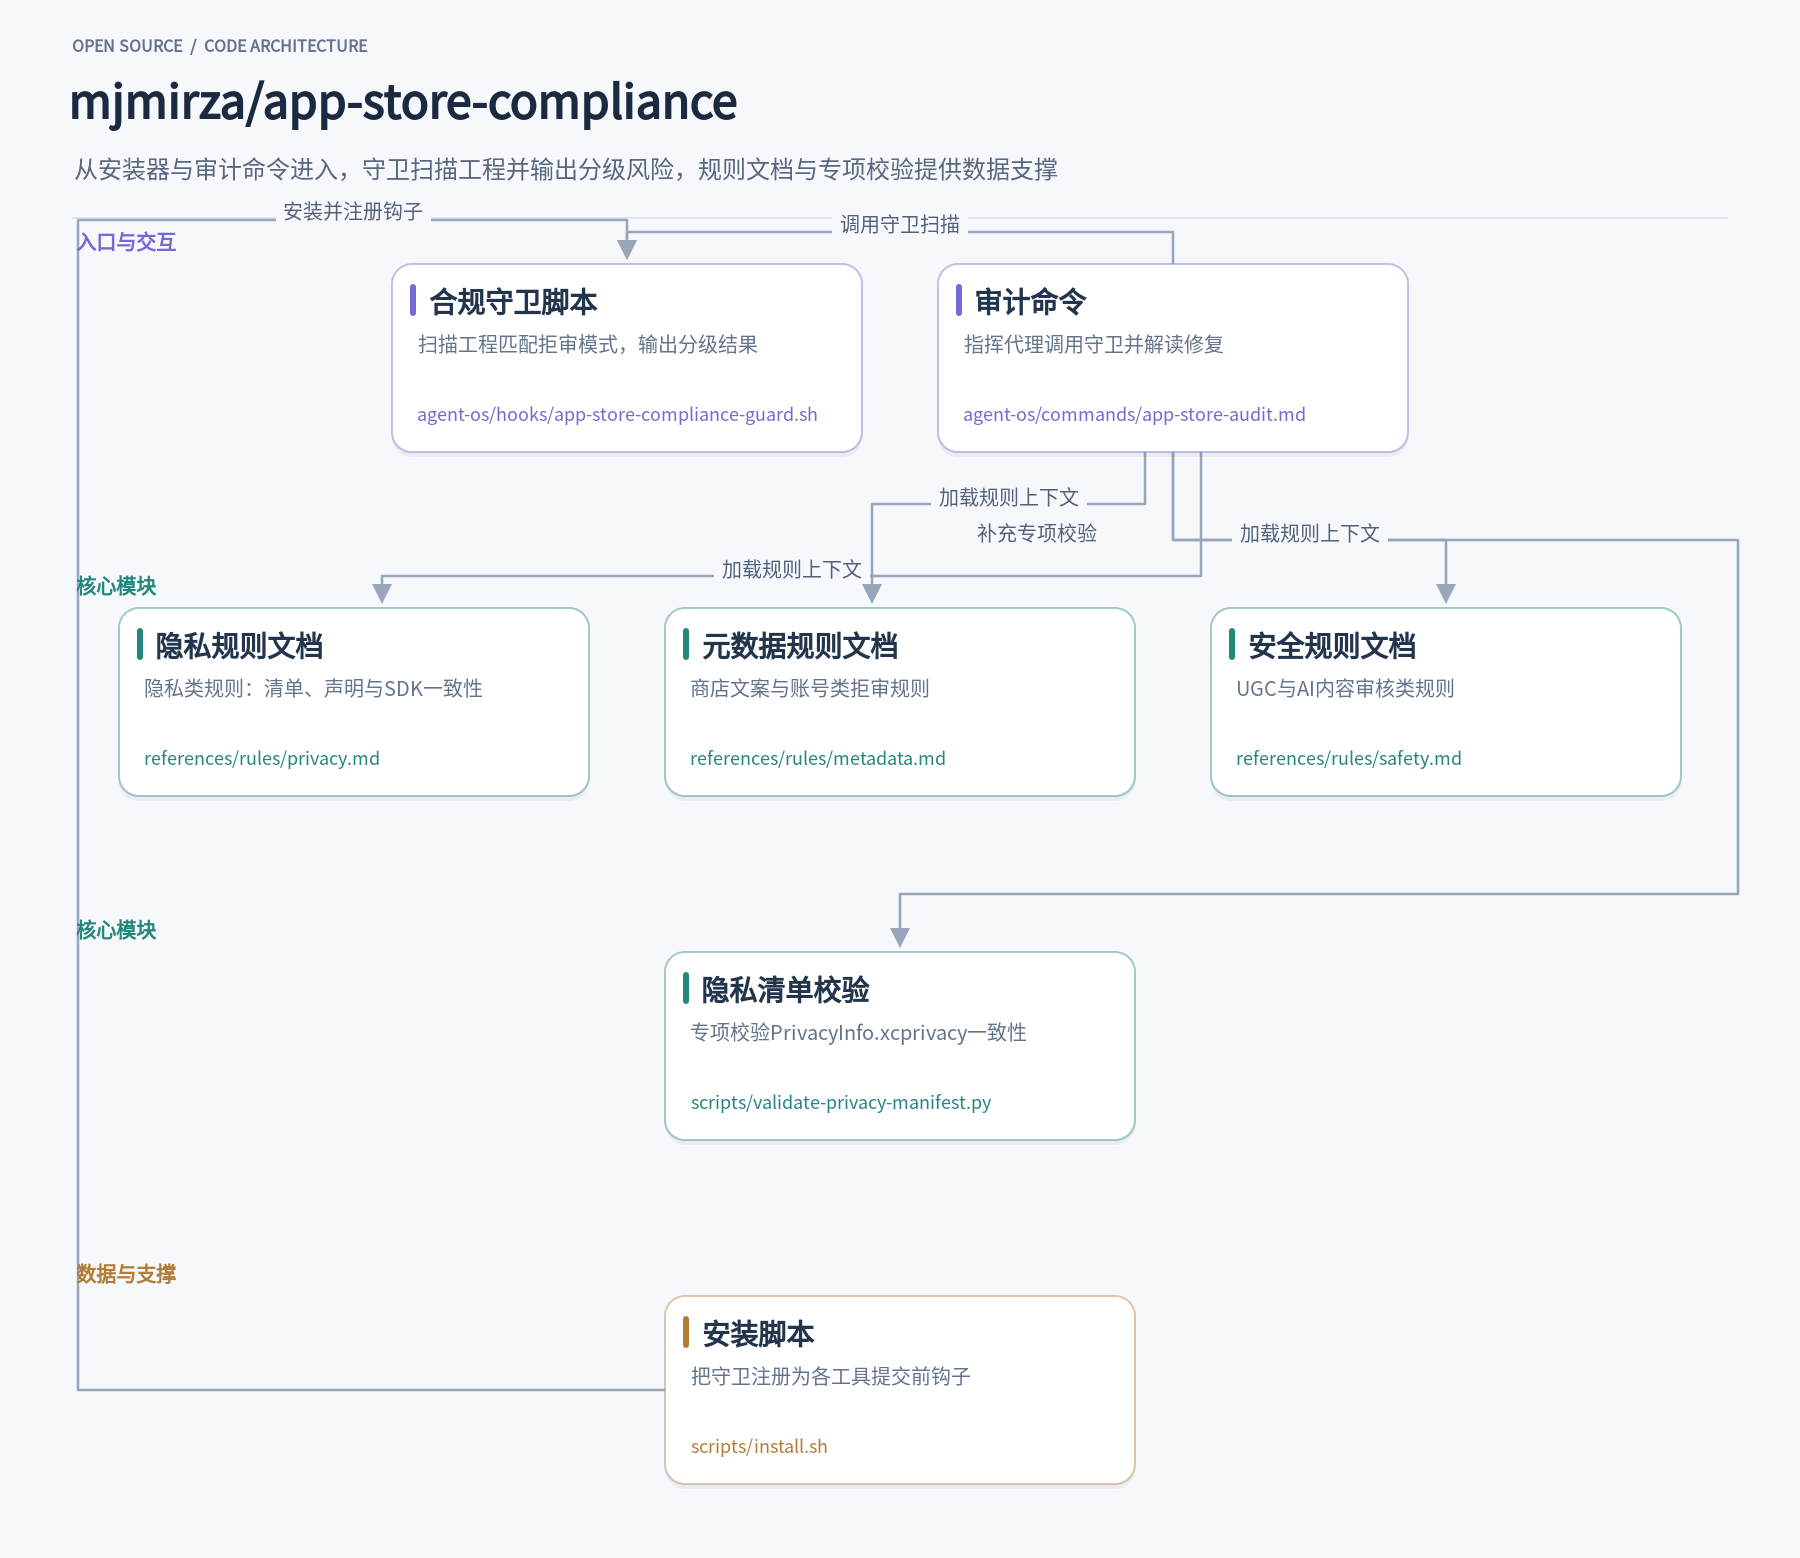 OPEN SOURCE / CODE ARCHITECTURE
mjmirza/app-store-compliance
从安装器与审计命令进入，守卫扫描工程并输出分级风险，规则文档与专项校验提供数据支撑
安装并注册钩子
调用守卫扫描
入口与交互
合规守卫脚本
扫描工程匹配拒审模式，输出分级结果
agent-os/hooks/app-store-compliance-guard.sh
审计命令
指挥代理调用守卫并解读修复
agent-os/commands/app-store-audit.md
加载规则上下文
补充专项校验
加载规则上下文
加载规则上下文
核心模块
隐私规则文档
隐私类规则：清单、声明与SDK一致性
references/rules/privacy.md
元数据规则文档
商店文案与账号类拒审规则
references/rules/metadata.md
安全规则文档
UGC与AI内容审核类规则
references/rules/safety.md
核心模块
隐私清单校验
专项校验PrivacyInfo.xcprivacy一致性
scripts/validate-privacy-manifest.py
数据与支撑
安装脚本
把守卫注册为各工具提交前钩子
scripts/install.sh